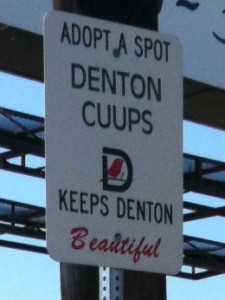 ADOPT A SPOT
DENTON
CUUPS
D
KEEPS DENTON
Beautiful